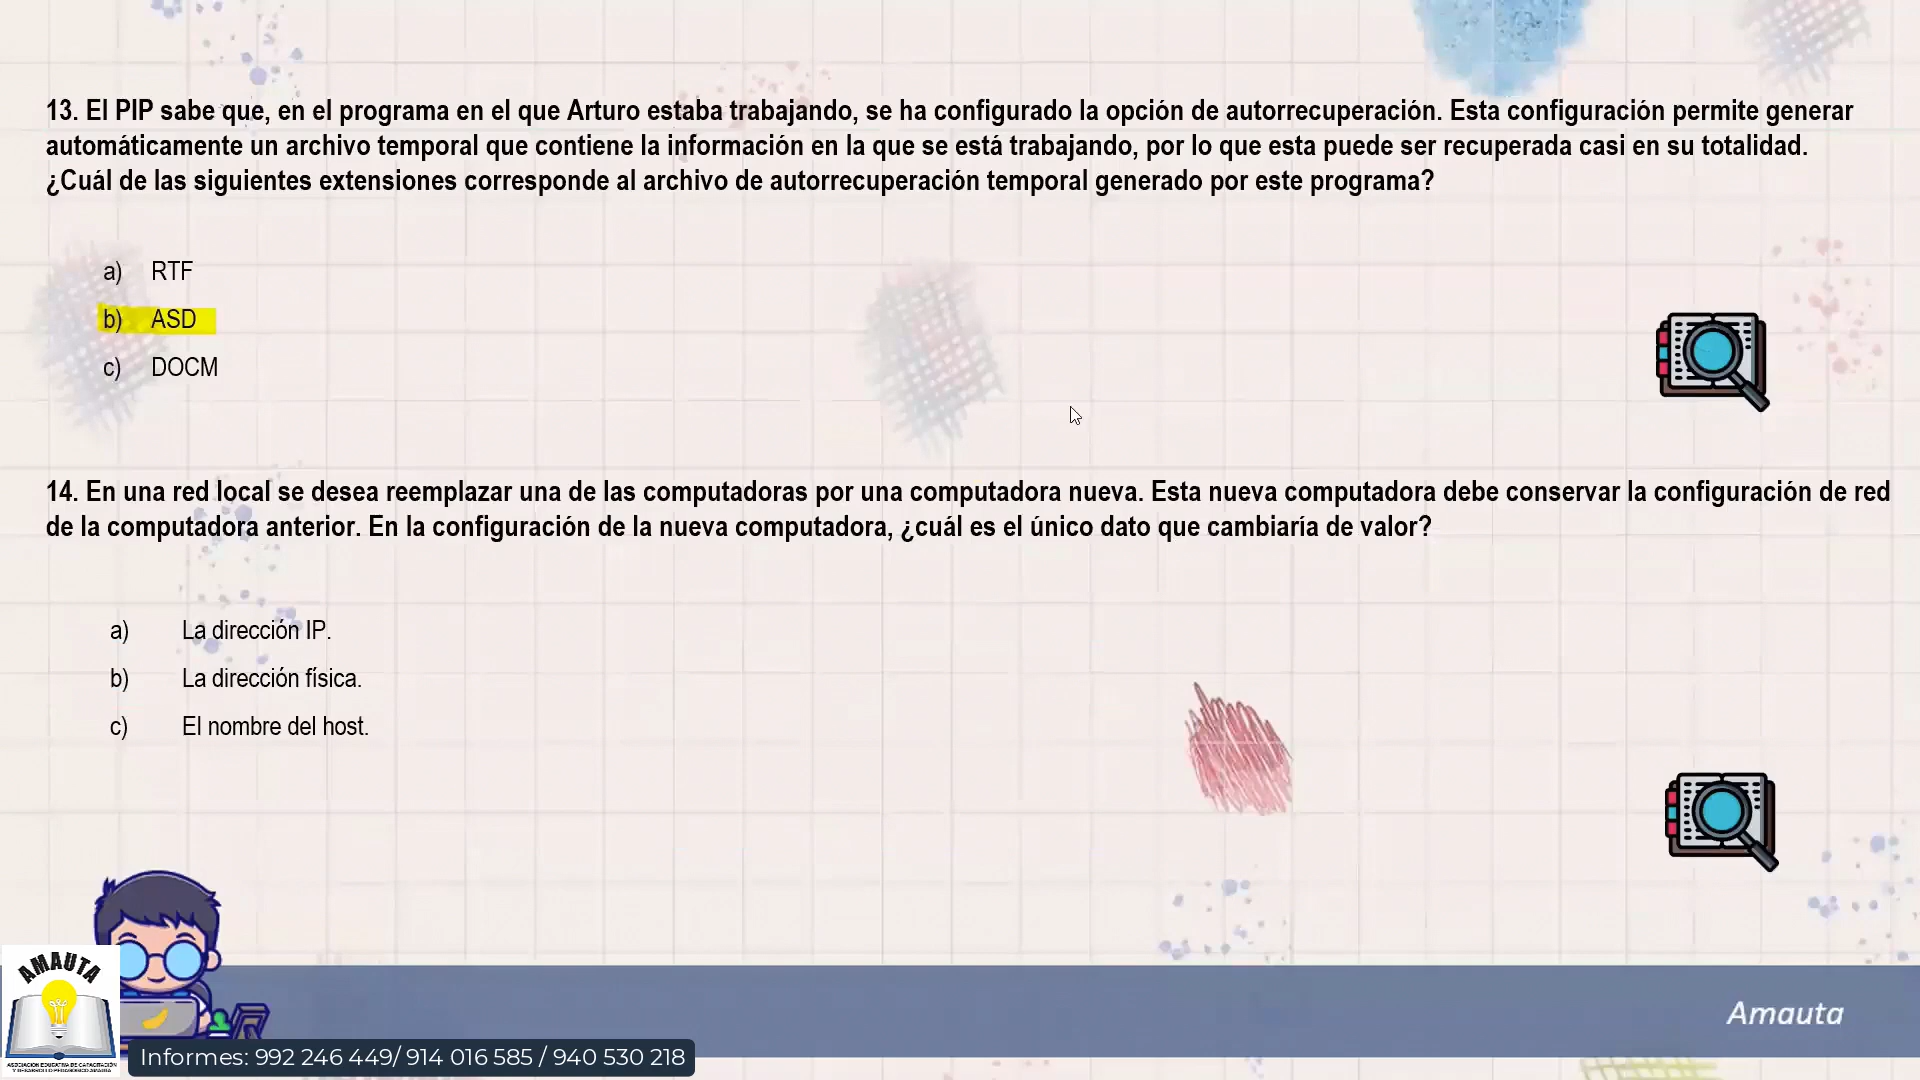 13. El PIP sabe que, en el programa en el que Arturo estaba trabajando, se ha configurado la opción de autorrecuperación. Esta configuración permite generar
automáticamente un archivo temporal que contiene la información en la que se está trabajando, por lo que esta puede ser recuperada casi en su totalidad.
¿Cuál de las siguientes extensiones corresponde al archivo de autorrecuperación temporal generado por este programa?
a) RTF
b) ASD
c) DOCM
14. En una red local se desea reemplazar una de las computadoras por una computadora nueva. Esta nueva computadora debe conservar la configuración de red
de la computadora anterior. En la configuración de la nueva computadora, ¿cuál es el único dato que cambiaría de valor?
a) La dirección IP.
b) La dirección física.
c) El nombre del host.
AMAUTA
ASOCIACION EDUCATIVA DE CAPACITACIÓN
Y DESARROLLO PEDAGOGICO AMAUTA
Amauta
Informes: 992 246 449/ 914 016 585 / 940 530 218